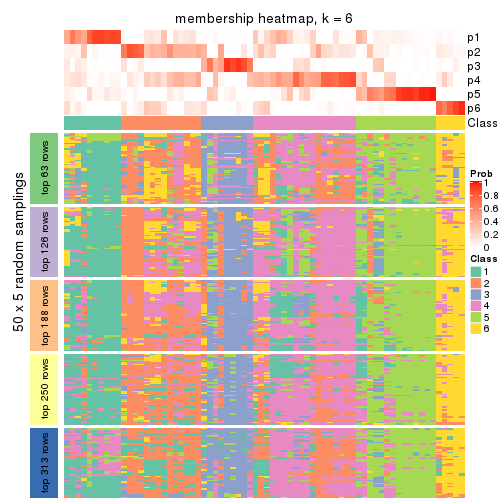 membership heatmap, k = 6
p1
p2
p3
p4
p5
p6
Class
50 x 5 random samplings
top 63 rows
top 126 rows
top 188 rows
top 250 rows
top 313 rows
Prob
1
0.8
0.6
0.4
0.2
0
Class
1
2
3
4
5
6